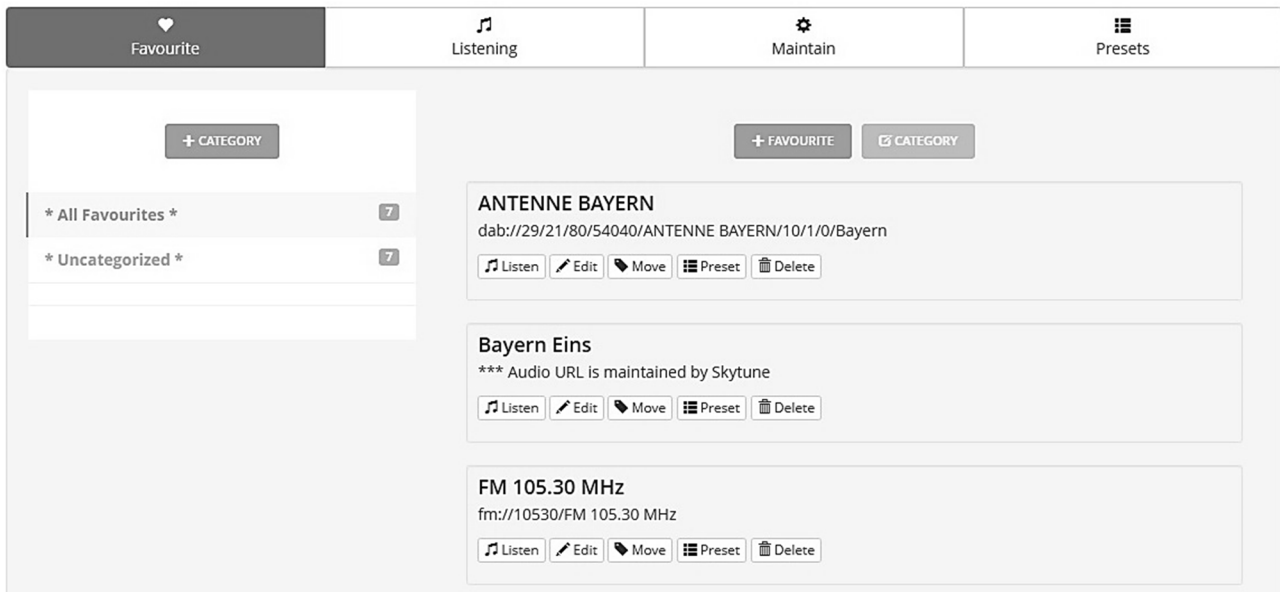 Favourite
Listening
Maintain
Presets
CATEGORY
* All Favourites * 7
* Uncategorized * 7
FAVOURITE
CATEGORY
ANTENNE BAYERN
dab://29/21/80/54040/ANTENNE BAYERN/10/1/0/Bayern
Listen Edit Move Preset Delete
Bayern Eins
*** Audio URL is maintained by Skytune
Listen Edit Move Preset Delete
FM 105.30 MHz
fm://10530/FM 105.30 MHz
Listen Edit Move Preset Delete